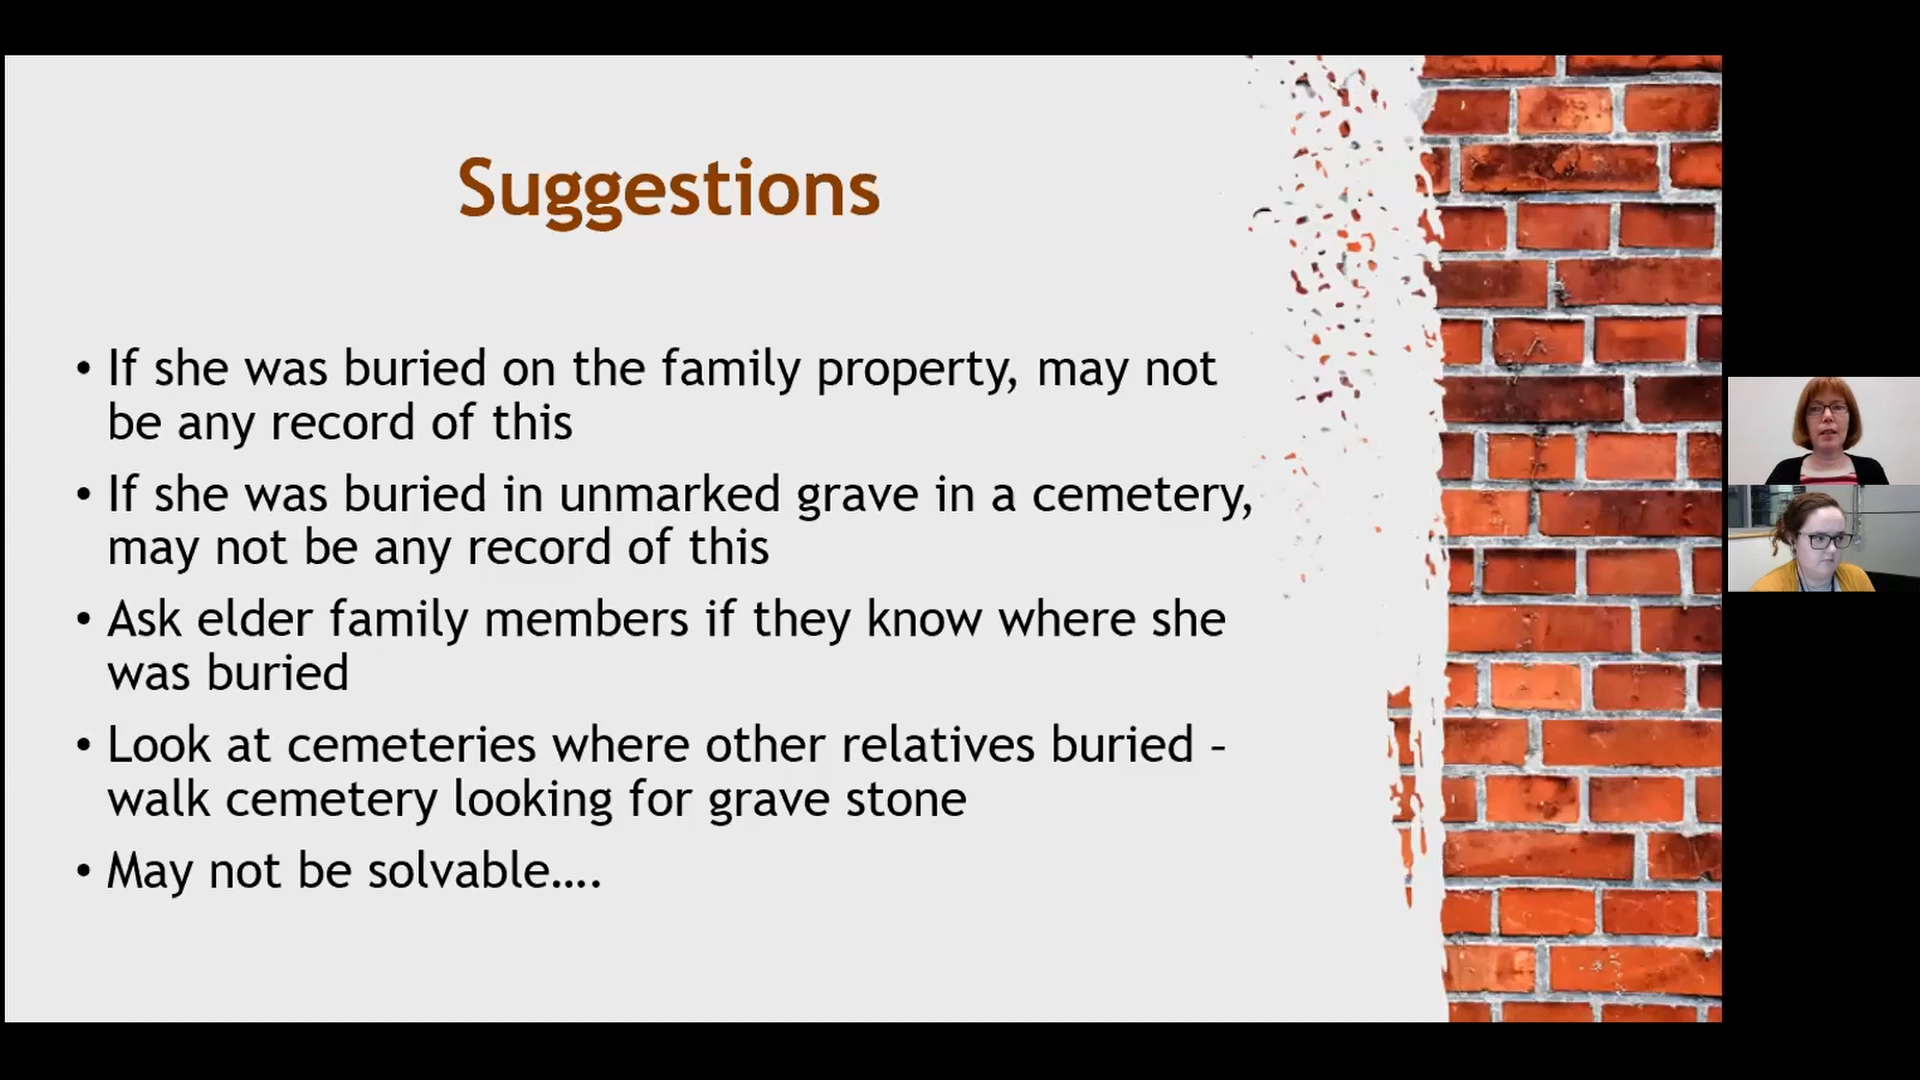 Suggestions
• If she was buried on the family property, may not
be any record of this
• If she was buried in unmarked grave in a cemetery,
may not be any record of this
• Ask elder family members if they know where she
was buried
• Look at cemeteries where other relatives buried –
walk cemetery looking for grave stone
• May not be solvable....